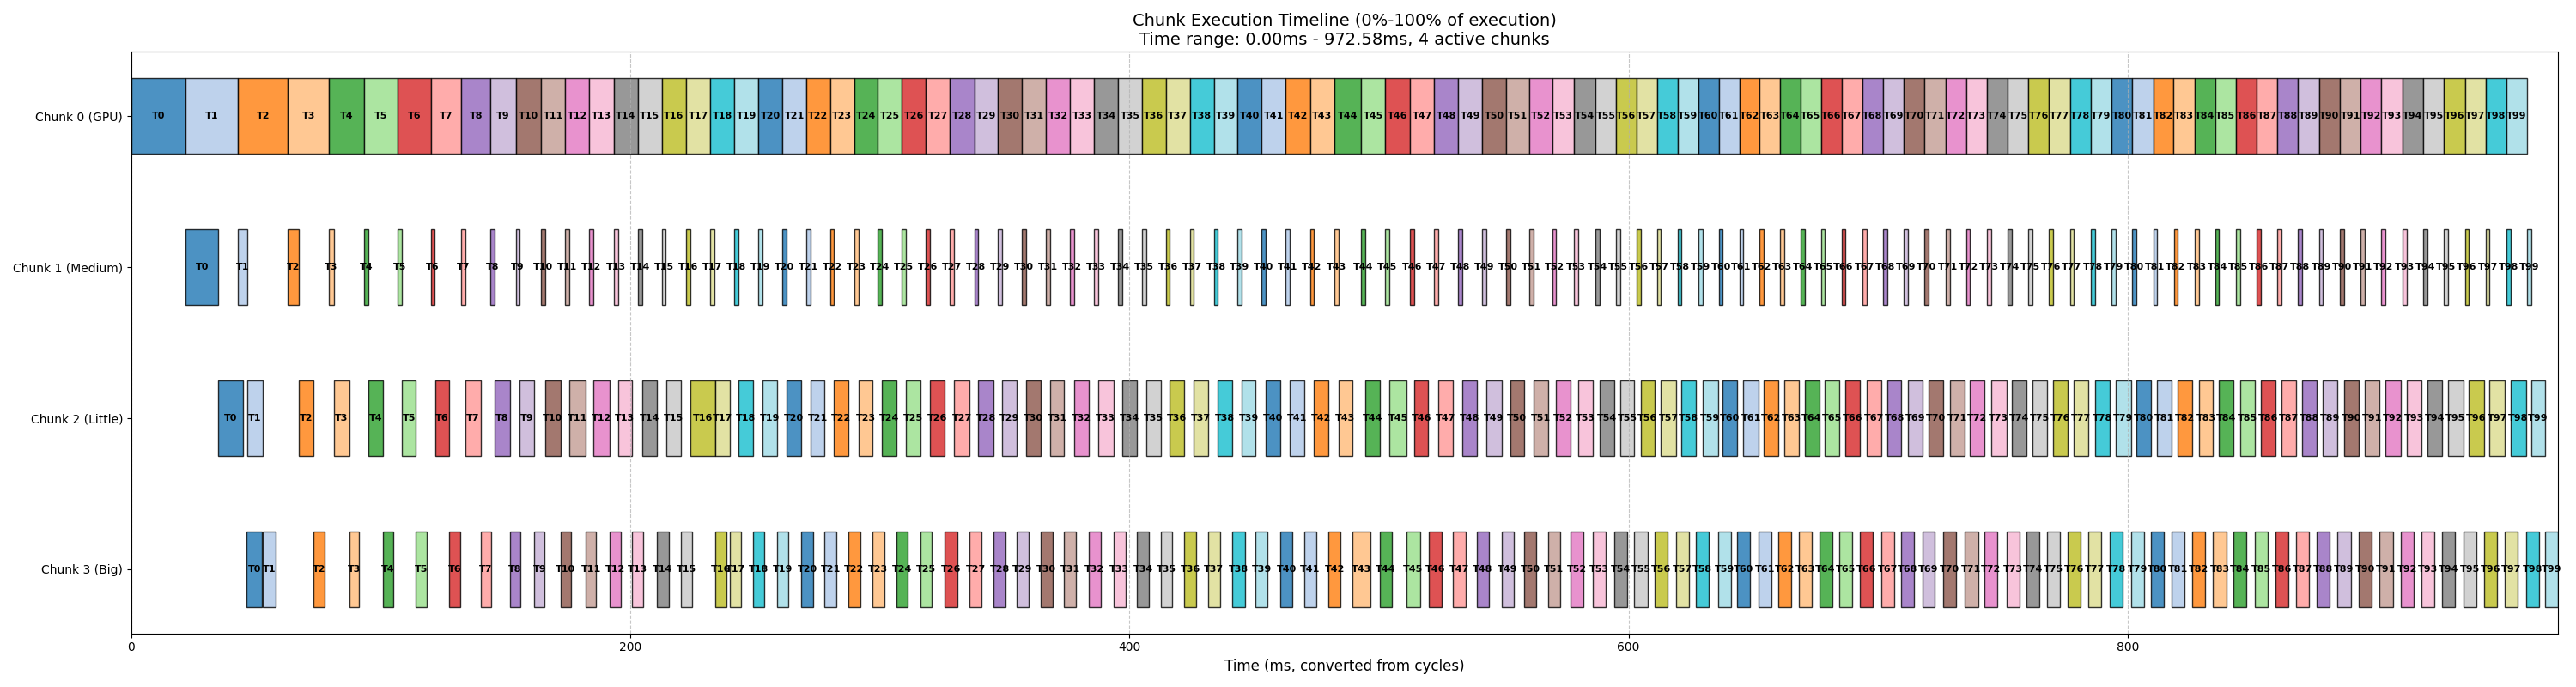 Chunk Execution Timeline (0%-100% of execution)
Time range: 0.00ms - 972.58ms, 4 active chunks
Chunk 0 (GPU)
T0 T1 T2 T3 T4 T5 T6 T7 T8 T9 T10 T11 T12 T13 T14 T15 T16 T17 T18 T19 T20 T21 T22 T23 T24 T25 T26 T27 T28 T29 T30 T31 T32 T33 T34 T35 T36 T37 T38 T39 T40 T41 T42 T43 T44 T45 T46 T47 T48 T49 T50 T51 T52 T53 T54 T55 T56 T57 T58 T59 T60 T61 T62 T63 T64 T65 T66 T67 T68 T69 T70 T71 T72 T73 T74 T75 T76 T77 T78 T79 T80 T81 T82 T83 T84 T85 T86 T87 T88 T89 T90 T91 T92 T93 T94 T95 T96 T97 T98 T99
Chunk 1 (Medium)
T0 T1 T2 T3 T4 T5 T6 T7 T8 T9 T10 T11 T12 T13 T14 T15 T16 T17 T18 T19 T20 T21 T22 T23 T24 T25 T26 T27 T28 T29 T30 T31 T32 T33 T34 T35 T36 T37 T38 T39 T40 T41 T42 T43 T44 T45 T46 T47 T48 T49 T50 T51 T52 T53 T54 T55 T56 T57 T58 T59 T60 T61 T62 T63 T64 T65 T66 T67 T68 T69 T70 T71 T72 T73 T74 T75 T76 T77 T78 T79 T80 T81 T82 T83 T84 T85 T86 T87 T88 T89 T90 T91 T92 T93 T94 T95 T96 T97 T98 T99
Chunk 2 (Little)
T0 T1 T2 T3 T4 T5 T6 T7 T8 T9 T10 T11 T12 T13 T14 T15 T16 T17 T18 T19 T20 T21 T22 T23 T24 T25 T26 T27 T28 T29 T30 T31 T32 T33 T34 T35 T36 T37 T38 T39 T40 T41 T42 T43 T44 T45 T46 T47 T48 T49 T50 T51 T52 T53 T54 T55 T56 T57 T58 T59 T60 T61 T62 T63 T64 T65 T66 T67 T68 T69 T70 T71 T72 T73 T74 T75 T76 T77 T78 T79 T80 T81 T82 T83 T84 T85 T86 T87 T88 T89 T90 T91 T92 T93 T94 T95 T96 T97 T98 T99
Chunk 3 (Big)
T0 T1 T2 T3 T4 T5 T6 T7 T8 T9 T10 T11 T12 T13 T14 T15 T16 T17 T18 T19 T20 T21 T22 T23 T24 T25 T26 T27 T28 T29 T30 T31 T32 T33 T34 T35 T36 T37 T38 T39 T40 T41 T42 T43 T44 T45 T46 T47 T48 T49 T50 T51 T52 T53 T54 T55 T56 T57 T58 T59 T60 T61 T62 T63 T64 T65 T66 T67 T68 T69 T70 T71 T72 T73 T74 T75 T76 T77 T78 T79 T80 T81 T82 T83 T84 T85 T86 T87 T88 T89 T90 T91 T92 T93 T94 T95 T96 T97 T98 T99
0 200 400 600 800
Time (ms, converted from cycles)